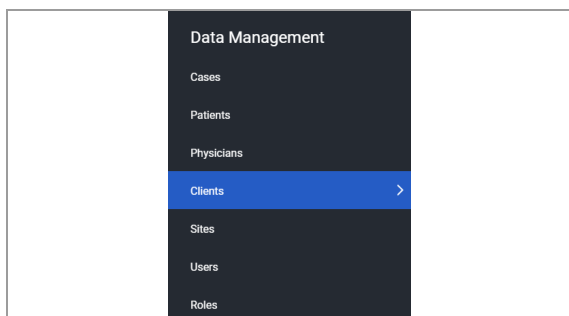 Data Management
Cases
Patients
Physicians
Clients
Sites
Users
Roles